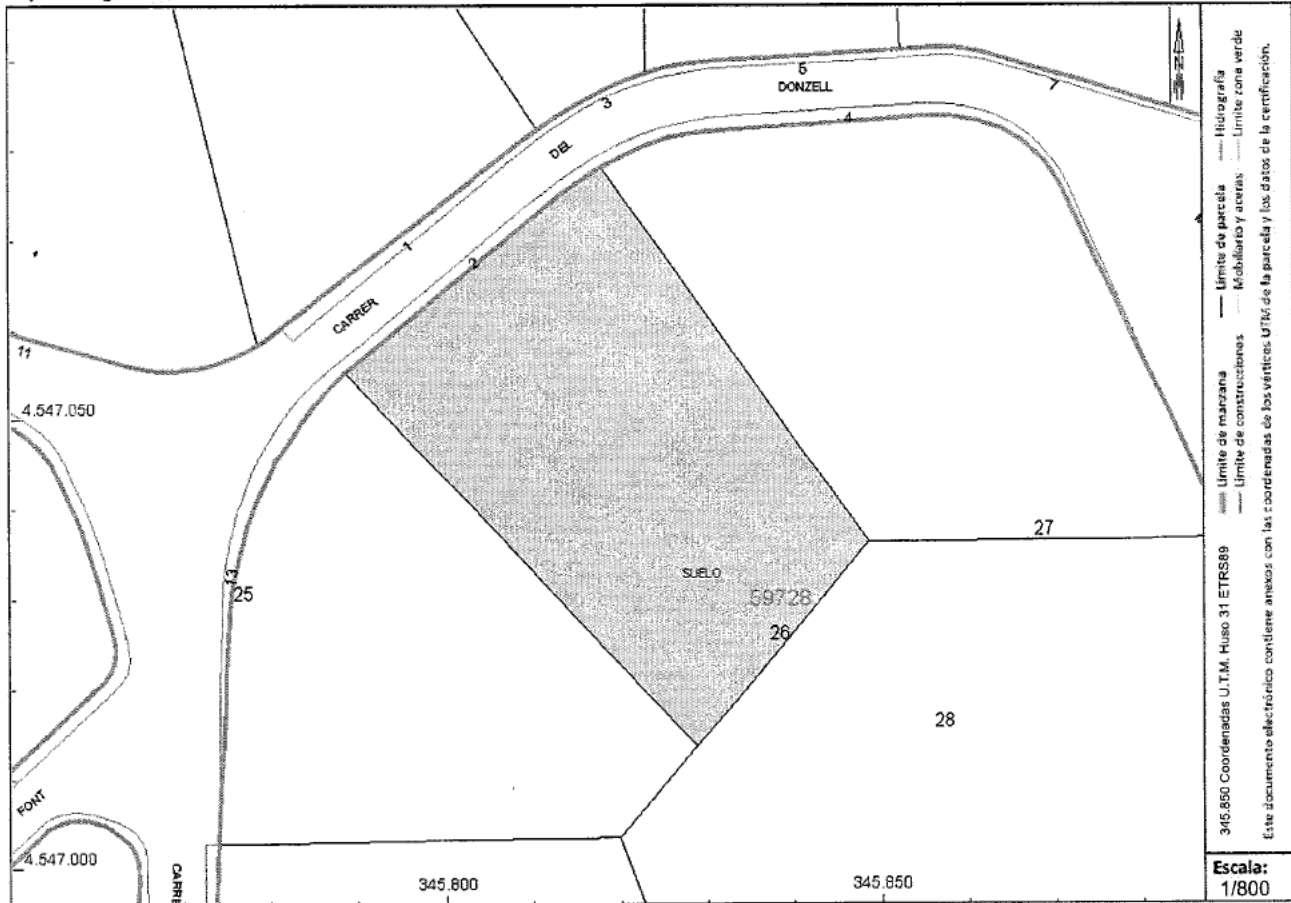 5
DONZELL
7
3
4
DEL
1
2
CARRER
11
4.547.050
27
SUELO
13
25
59728
26
28
FONT
4.547.000
CARRE
345.800
345.850
Límite de manzana
Límite de parcela
Hidrografía
Límite de construcciones
Mobiliario y aceras
Límite zona verde
345.850 Coordenadas U.T.M. Huso 31 ETRS89
Este documento electrónico contiene anexos con las coordenadas de los vértices UTM de la parcela y los datos de la certificación.
Escala:
1/800